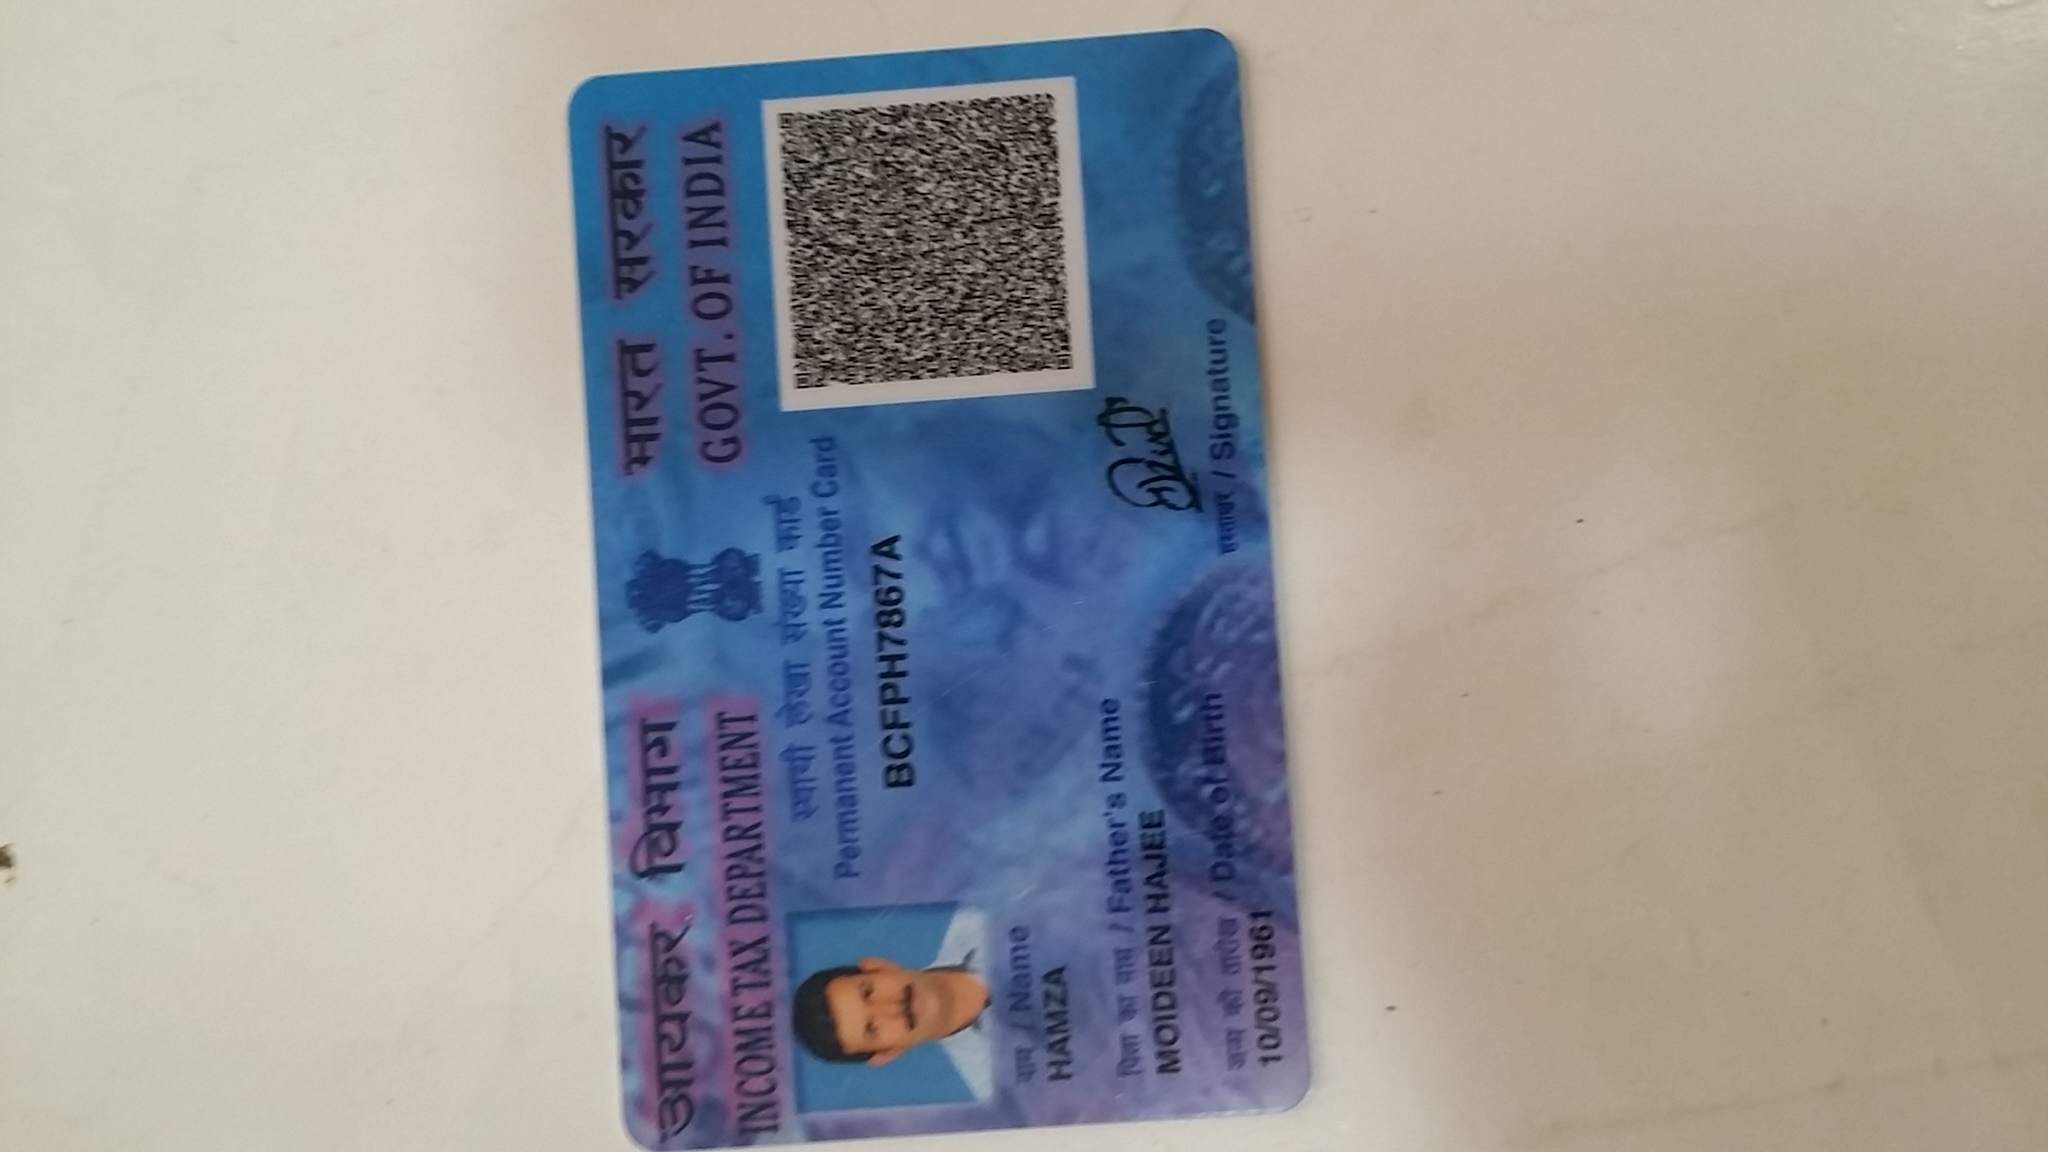 आयकर विभाग
INCOME TAX DEPARTMENT
भारत सरकार
GOVT. OF INDIA
स्थायी लेखा संख्या कार्ड
Permanent Account Number Card
BCFPH7867A
नाम / Name
HAMZA
पिता का नाम / Father's Name
MOIDEEN HAJEE
जन्म की तारीख / Date of Birth
10/09/1961
हस्ताक्षर / Signature